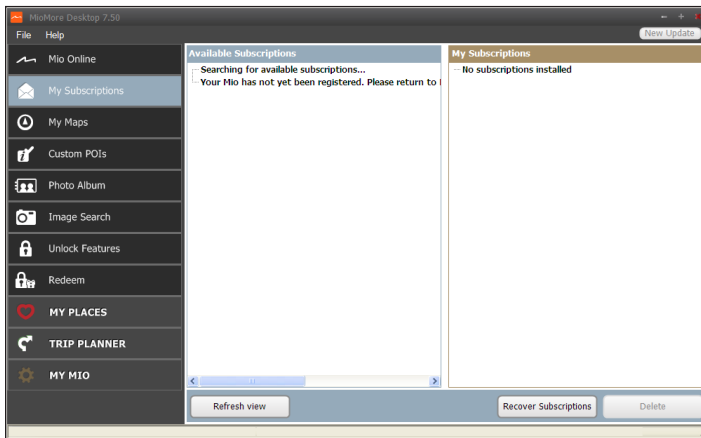 MioMore Desktop 7.50
File Help New Update
Mio Online
My Subscriptions
My Maps
Custom POIs
Photo Album
Image Search
Unlock Features
Redeem
MY PLACES
TRIP PLANNER
MY MIO
Available Subscriptions
Searching for available subscriptions...
Your Mio has not yet been registered. Please return to
My Subscriptions
No subscriptions installed
Refresh view
Recover Subscriptions
Delete